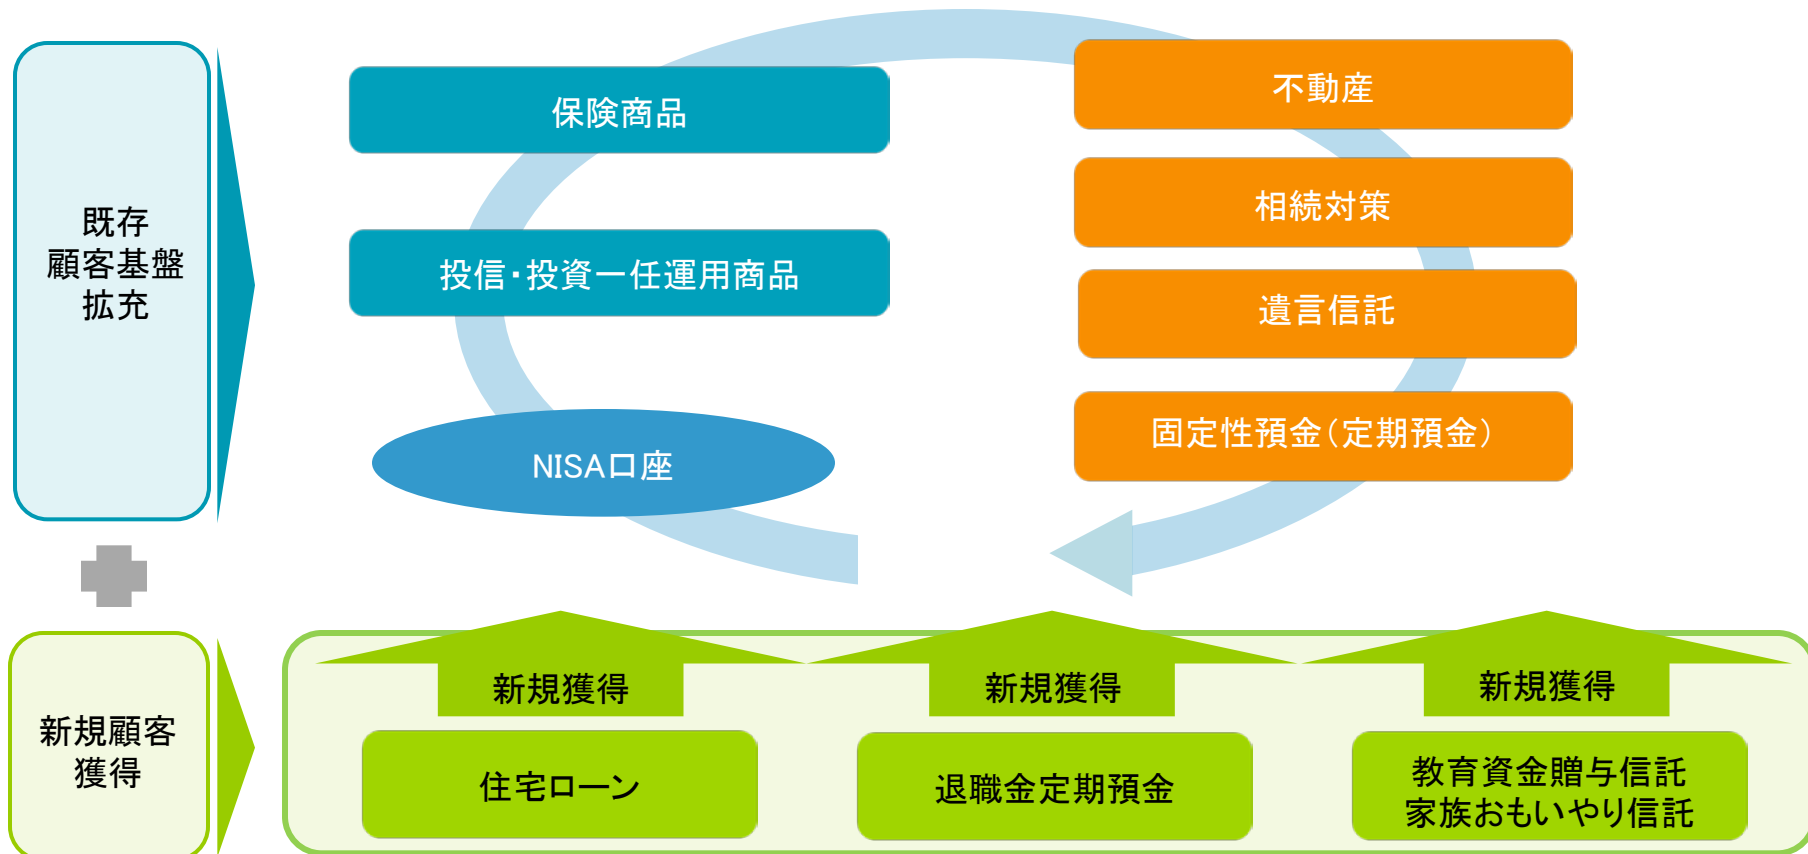 既存
顧客基盤
拡充
保険商品
投信・投資一任運用商品
NISA口座
不動産
相続対策
遺言信託
固定性預金（定期預金）
新規顧客
獲得
新規獲得
新規獲得
新規獲得
住宅ローン
退職金定期預金
教育資金贈与信託
家族おもいやり信託